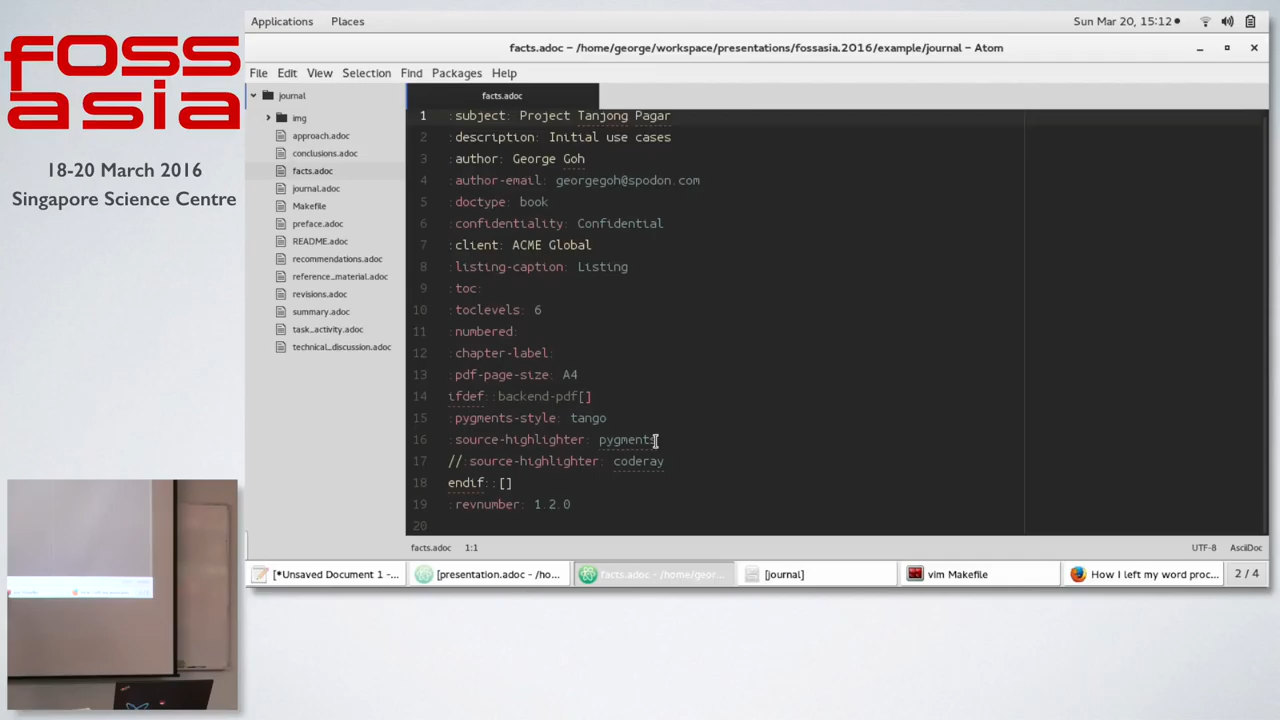 foss
asia
18-20 March 2016
Singapore Science Centre
Applications Places Sun Mar 20, 15:12
facts.adoc – /home/george/workspace/presentations/fossasia.2016/example/journal – Atom
File Edit View Selection Find Packages Help
journal
img
approach.adoc
conclusions.adoc
facts.adoc
journal.adoc
Makefile
preface.adoc
README.adoc
recommendations.adoc
reference_material.adoc
revisions.adoc
summary.adoc
task_activity.adoc
technical_discussion.adoc
facts.adoc
1 :subject: Project Tanjong Pagar
2 :description: Initial use cases
3 :author: George Goh
4 :author-email: georgegoh@spodon.com
5 :doctype: book
6 :confidentiality: Confidential
7 :client: ACME Global
8 :listing-caption: Listing
9 :toc:
10 :toclevels: 6
11 :numbered:
12 :chapter-label:
13 :pdf-page-size: A4
14 ifdef::backend-pdf[]
15 :pygments-style: tango
16 :source-highlighter: pygments
17 //:source-highlighter: coderay
18 endif::[]
19 :revnumber: 1.2.0
20
facts.adoc 1:1 UTF-8 AsciiDoc
[*Unsaved Document 1 -... [presentation.adoc - /ho... facts.adoc - /home/geor... [journal] vim Makefile How I left my word proc... 2 / 4